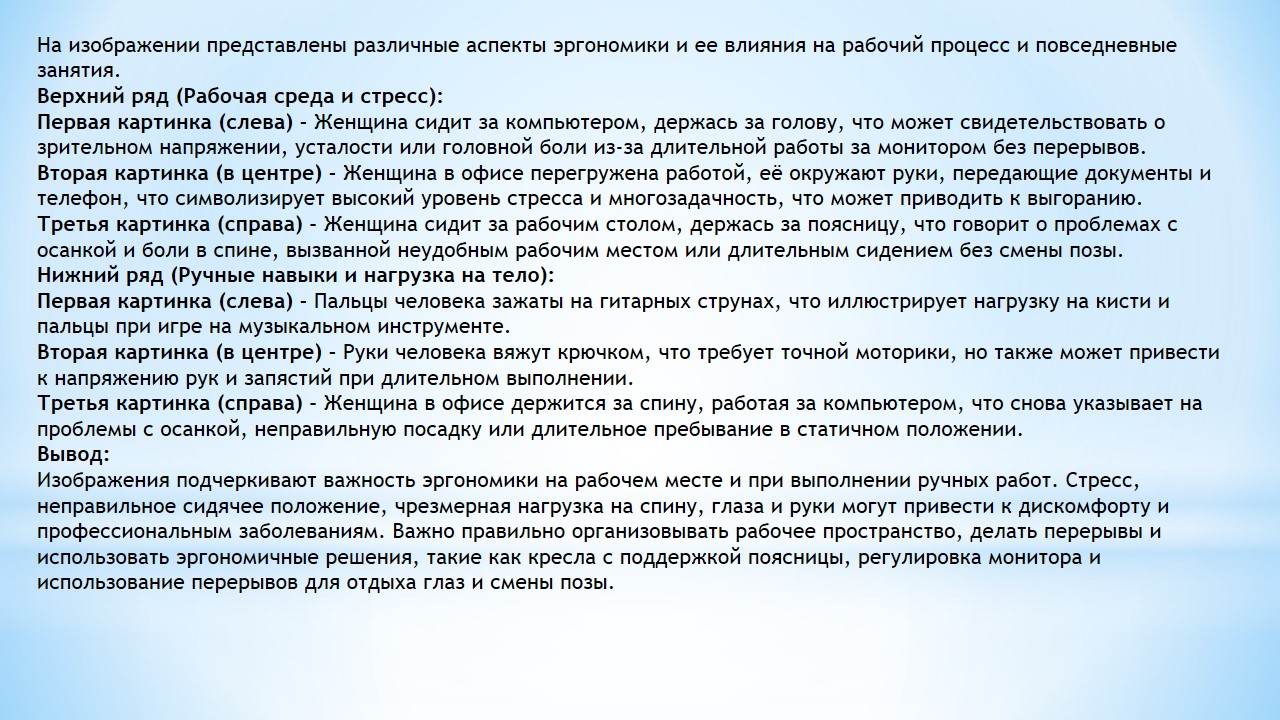 На изображении представлены различные аспекты эргономики и ее влияния на рабочий процесс и повседневные
занятия.
Верхний ряд (Рабочая среда и стресс):
Первая картинка (слева) – Женщина сидит за компьютером, держась за голову, что может свидетельствовать о
зрительном напряжении, усталости или головной боли из-за длительной работы за монитором без перерывов.
Вторая картинка (в центре) – Женщина в офисе перегружена работой, её окружают руки, передающие документы и
телефон, что символизирует высокий уровень стресса и многозадачность, что может приводить к выгоранию.
Третья картинка (справа) – Женщина сидит за рабочим столом, держась за поясницу, что говорит о проблемах с
осанкой и боли в спине, вызванной неудобным рабочим местом или длительным сидением без смены позы.
Нижний ряд (Ручные навыки и нагрузка на тело):
Первая картинка (слева) – Пальцы человека зажаты на гитарных струнах, что иллюстрирует нагрузку на кисти и
пальцы при игре на музыкальном инструменте.
Вторая картинка (в центре) – Руки человека вяжут крючком, что требует точной моторики, но также может привести
к напряжению рук и запястий при длительном выполнении.
Третья картинка (справа) – Женщина в офисе держится за спину, работая за компьютером, что снова указывает на
проблемы с осанкой, неправильную посадку или длительное пребывание в статичном положении.
Вывод:
Изображения подчеркивают важность эргономики на рабочем месте и при выполнении ручных работ. Стресс,
неправильное сидячее положение, чрезмерная нагрузка на спину, глаза и руки могут привести к дискомфорту и
профессиональным заболеваниям. Важно правильно организовывать рабочее пространство, делать перерывы и
использовать эргономичные решения, такие как кресла с поддержкой поясницы, регулировка монитора и
использование перерывов для отдыха глаз и смены позы.